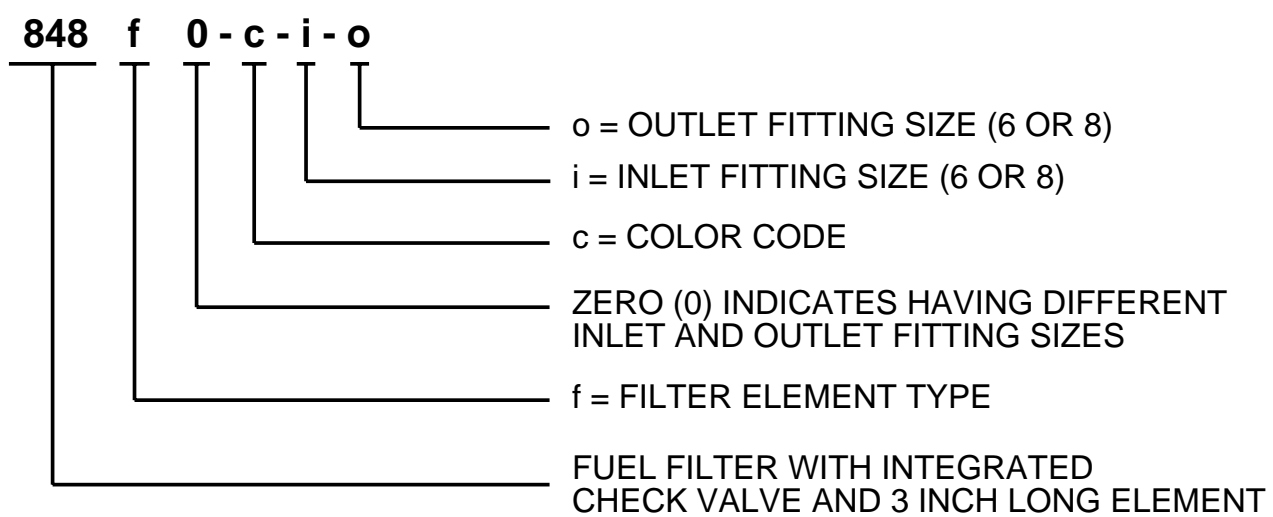 848 f 0 - c - i - o
o = OUTLET FITTING SIZE (6 OR 8)
i = INLET FITTING SIZE (6 OR 8)
c = COLOR CODE
ZERO (0) INDICATES HAVING DIFFERENT
INLET AND OUTLET FITTING SIZES
f = FILTER ELEMENT TYPE
FUEL FILTER WITH INTEGRATED
CHECK VALVE AND 3 INCH LONG ELEMENT